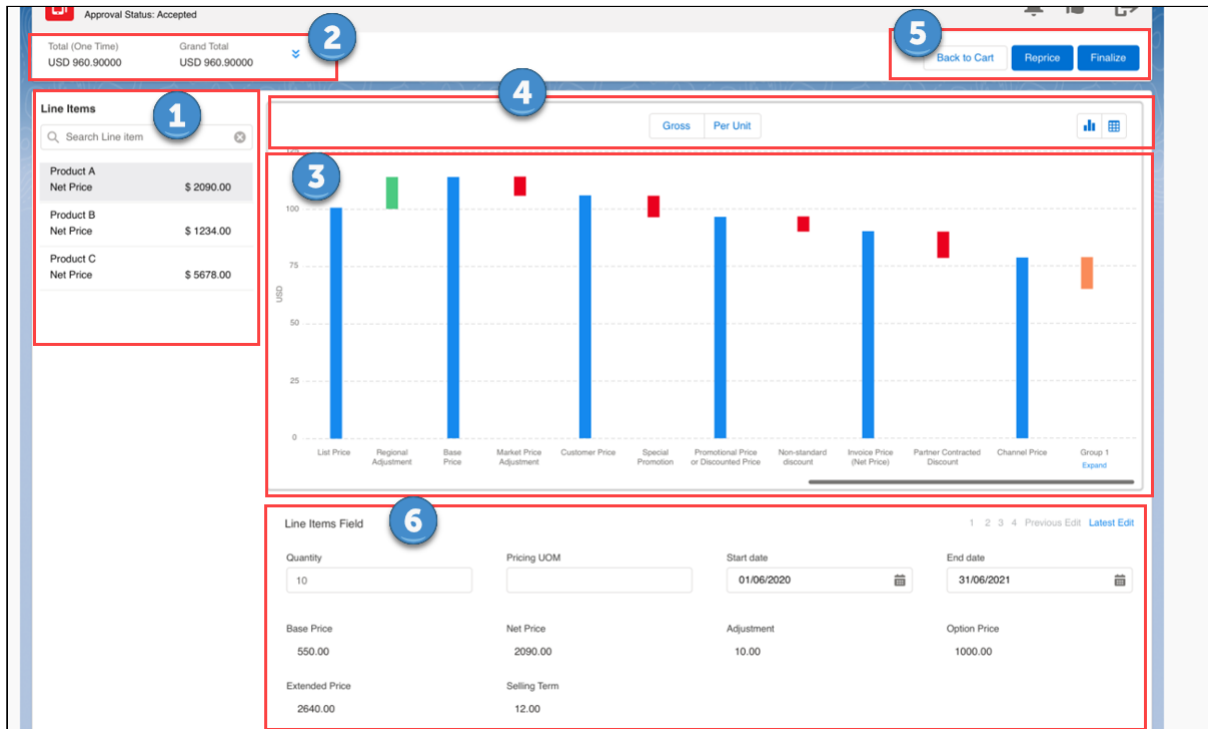 Approval Status: Accepted
Total (One Time) Grand Total
USD 960.90000 USD 960.90000
2
5
Back to Cart Reprice Finalize
Line Items
1
Search Line item
Product A
Net Price $ 2090.00
Product B
Net Price $ 1234.00
Product C
Net Price $ 5678.00
4
Gross Per Unit
3
125
100
75
50
25
0
USD
List Price
Regional
Adjustment
Base
Price
Market Price
Adjustment
Customer Price
Special
Promotion
Promotional Price
or Discounted Price
Non-standard
discount
Invoice Price
(Net Price)
Partner Contracted
Discount
Channel Price
Group 1
Expand
Line Items Field
6
1 2 3 4 Previous Edit Latest Edit
Quantity Pricing UOM Start date End date
10 01/06/2020 31/06/2021
Base Price Net Price Adjustment Option Price
550.00 2090.00 10.00 1000.00
Extended Price Selling Term
2640.00 12.00